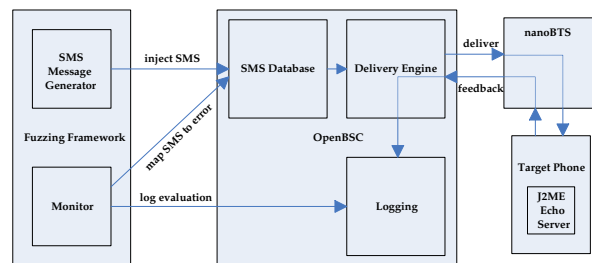 SMS
Message
Generator
inject SMS
SMS Database
Delivery Engine
deliver
feedback
nanoBTS
Fuzzing Framework
map SMS to error
OpenBSC
Target Phone
J2ME
Echo
Server
Monitor
log evaluation
Logging